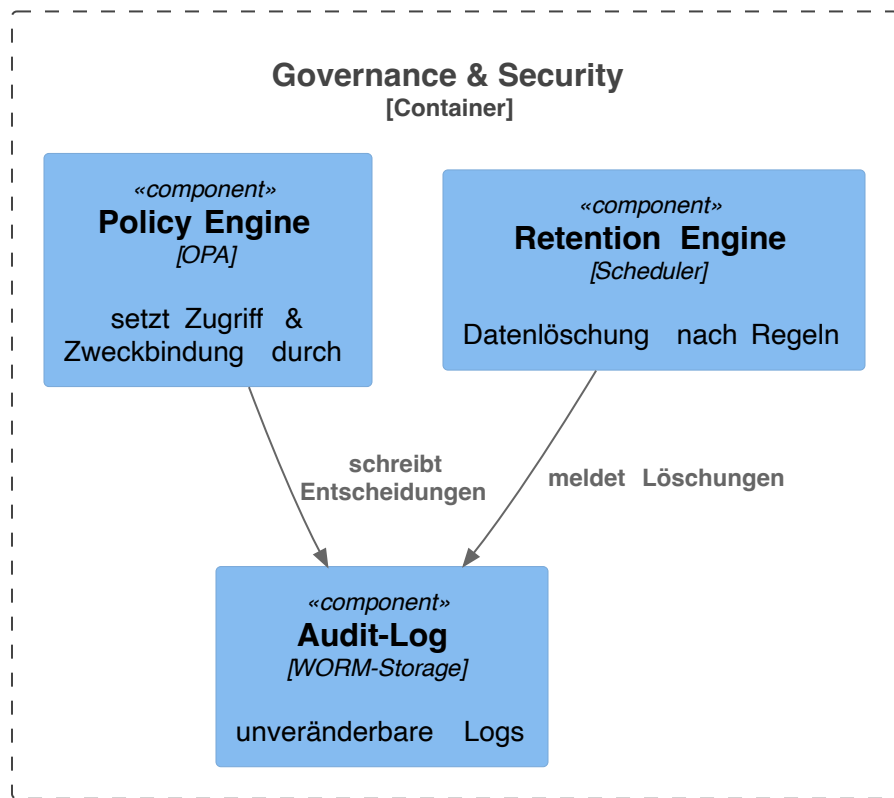 Governance & Security
[Container]
«component»
Policy Engine
[OPA]
setzt Zugriff &
Zweckbindung durch
«component»
Retention Engine
[Scheduler]
Datenlöschung nach Regeln
schreibt
Entscheidungen
meldet Löschungen
«component»
Audit-Log
[WORM-Storage]
unveränderbare Logs